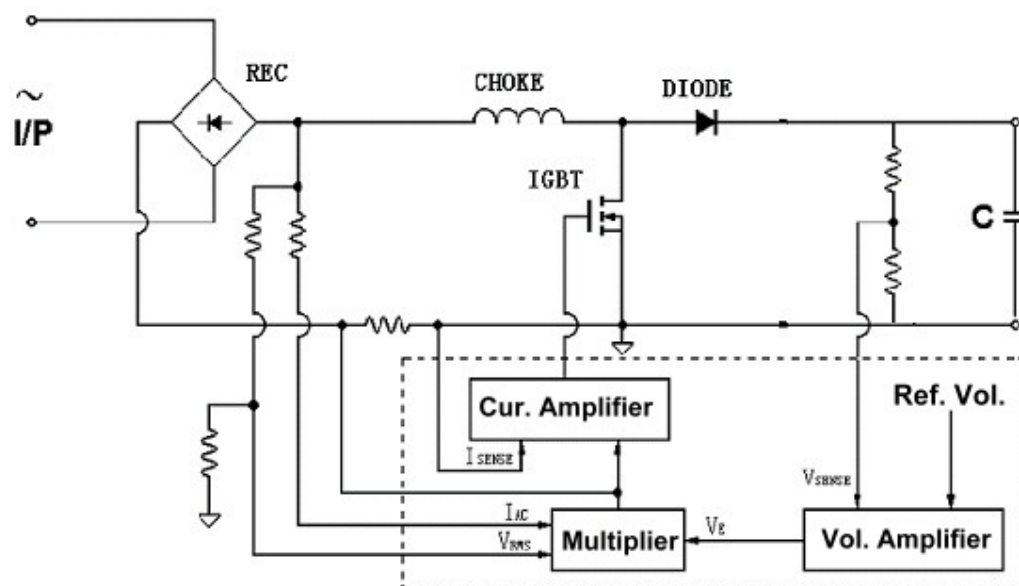 REC
CHOKE
DIODE
~
I/P
IGBT
C
Cur. Amplifier
Ref. Vol.
ISENSE
VSENSE
IAC
VRMS
Multiplier
VE
Vol. Amplifier